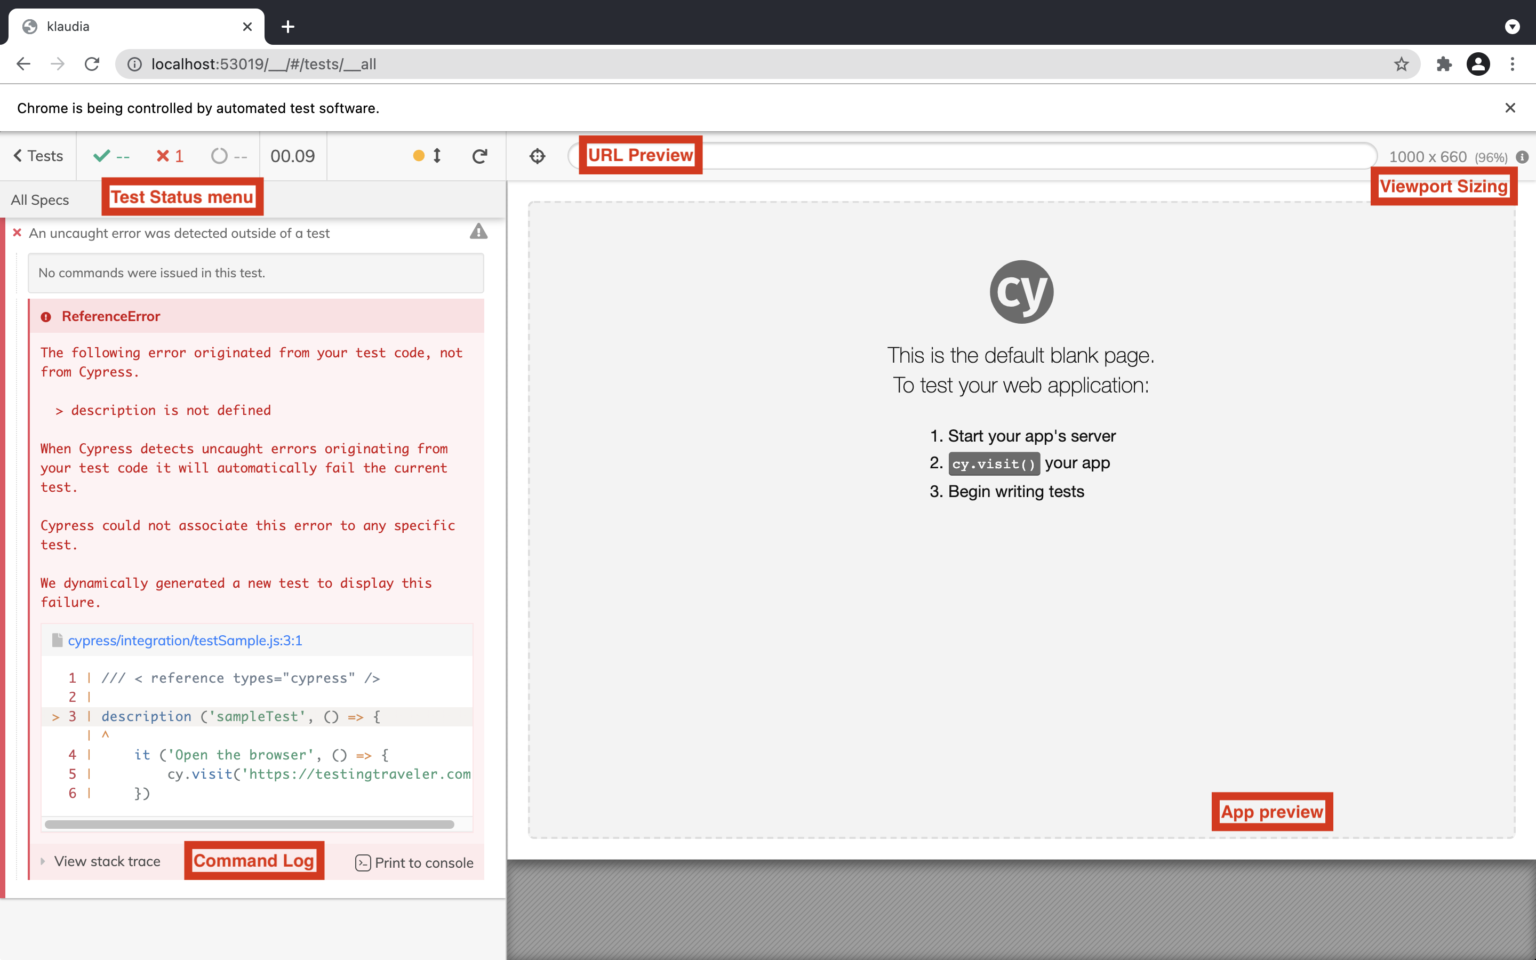 klaudia
localhost:53019/__/#/tests/__all
Chrome is being controlled by automated test software.
Tests -- 1 -- 00.09
URL Preview
1000 x 660 (96%)
All Specs
Test Status menu
Viewport Sizing
An uncaught error was detected outside of a test
No commands were issued in this test.
ReferenceError
The following error originated from your test code, not
from Cypress.
> description is not defined
When Cypress detects uncaught errors originating from
your test code it will automatically fail the current
test.
Cypress could not associate this error to any specific
test.
We dynamically generated a new test to display this
failure.
cypress/integration/testSample.js:3:1
1 | /// < reference types="cypress" />
2 |
> 3 | description ('sampleTest', () => {
| ^
4 | it ('Open the browser', () => {
5 | cy.visit('https://testingtraveler.com
6 | })
View stack trace
Command Log
Print to console
cy
This is the default blank page.
To test your web application:
1. Start your app's server
2. cy.visit() your app
3. Begin writing tests
App preview